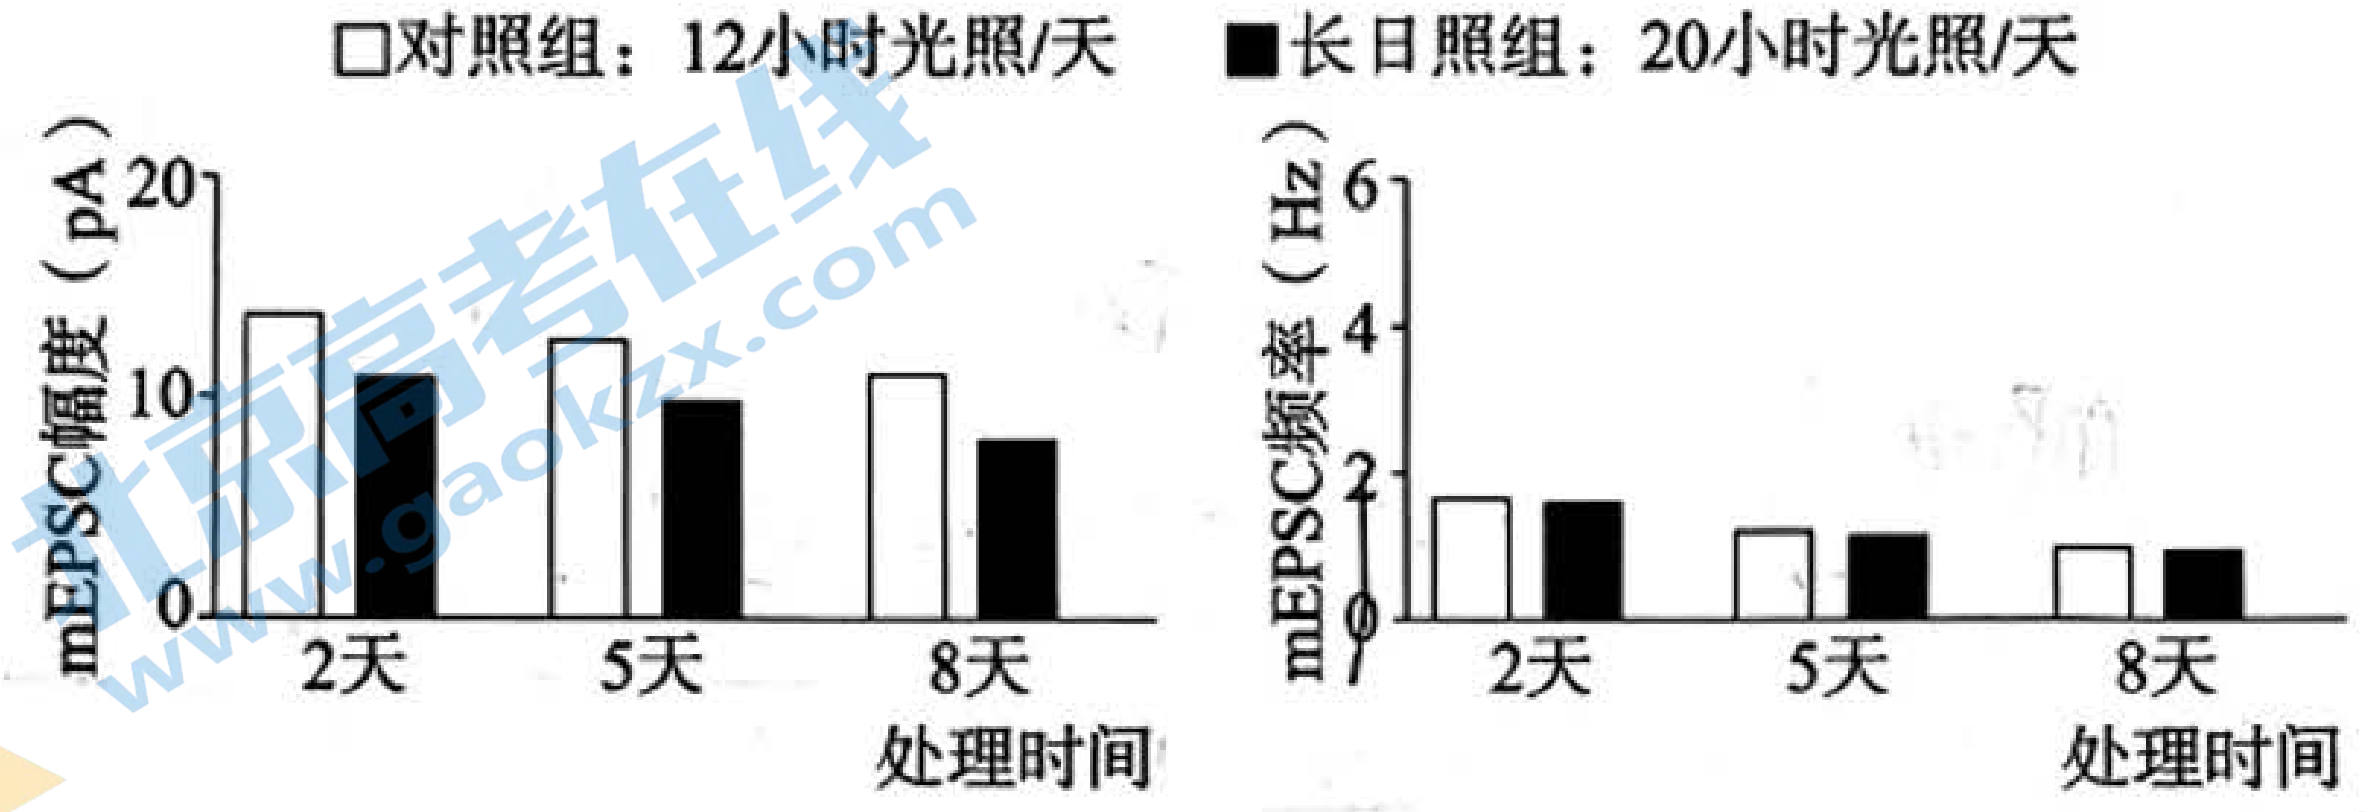 对照组：12小时光照/天 长日照组：20小时光照/天
mEPSC幅度（pA）
20
10
0
2天 5天 8天
处理时间
mEPSC频率（Hz）
6
4
2
0
2天 5天 8天
处理时间
北京高考在线
www.gaokzx.com